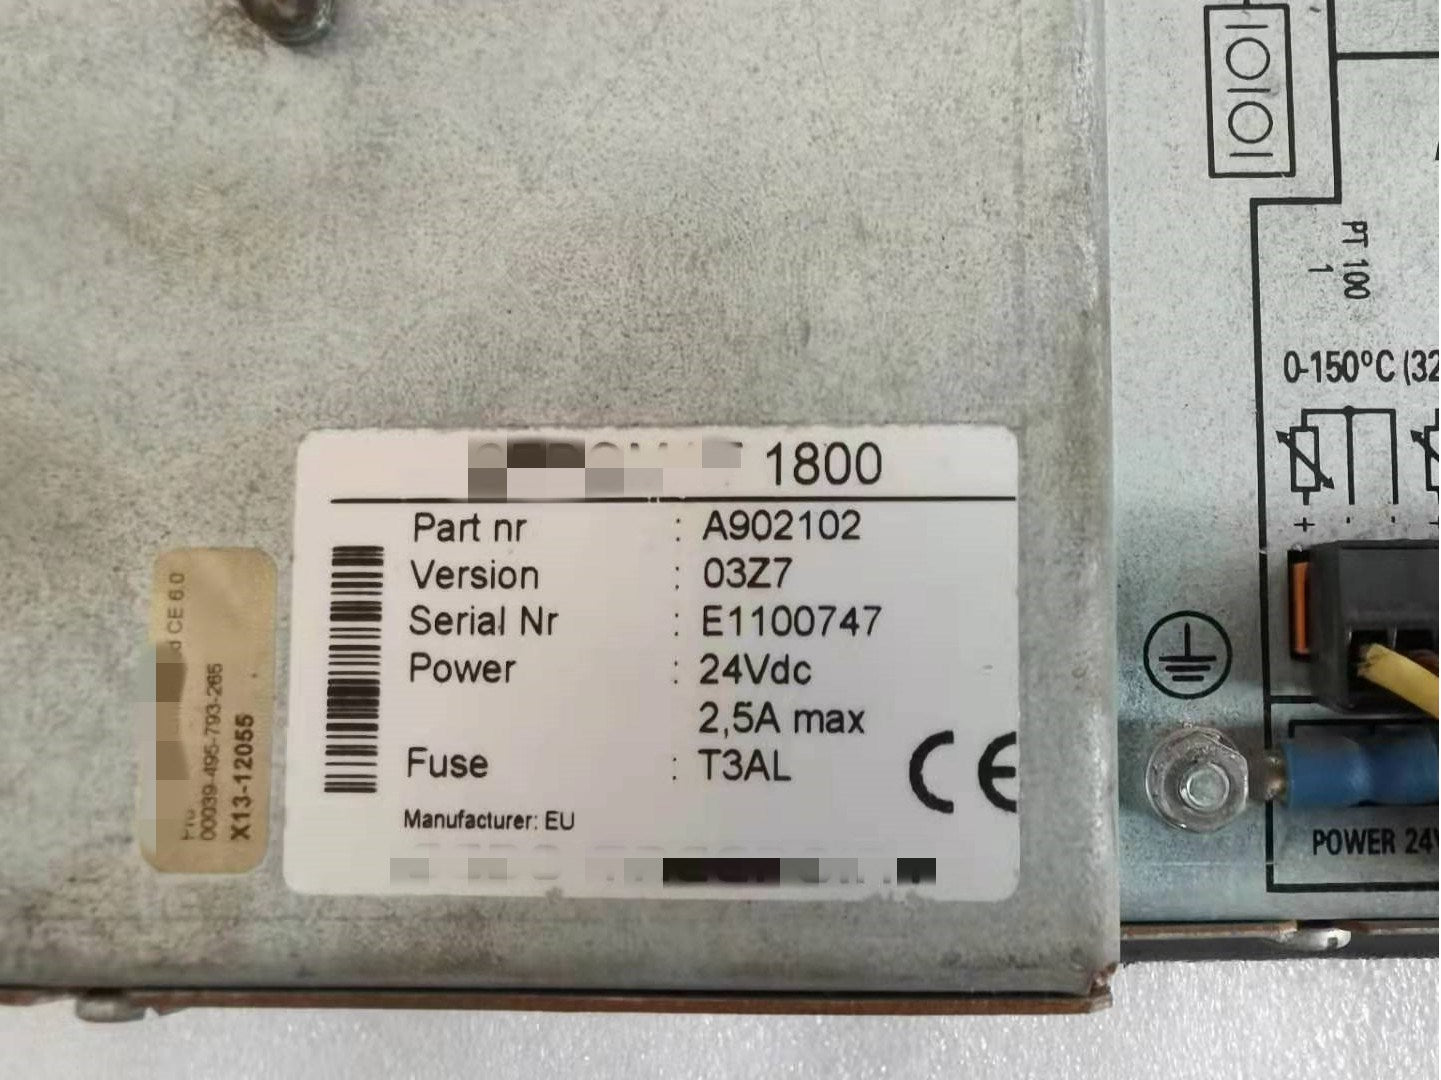 1800
Part nr : A902102
Version : 03Z7
Serial Nr : E1100747
Power : 24Vdc
2,5A max
Fuse : T3AL
CE
Manufacturer: EU
d CE 6.0
00039-495-793-265
X13-12055
PT 100
1
0-150°C (32
+ - -
+
POWER 24V